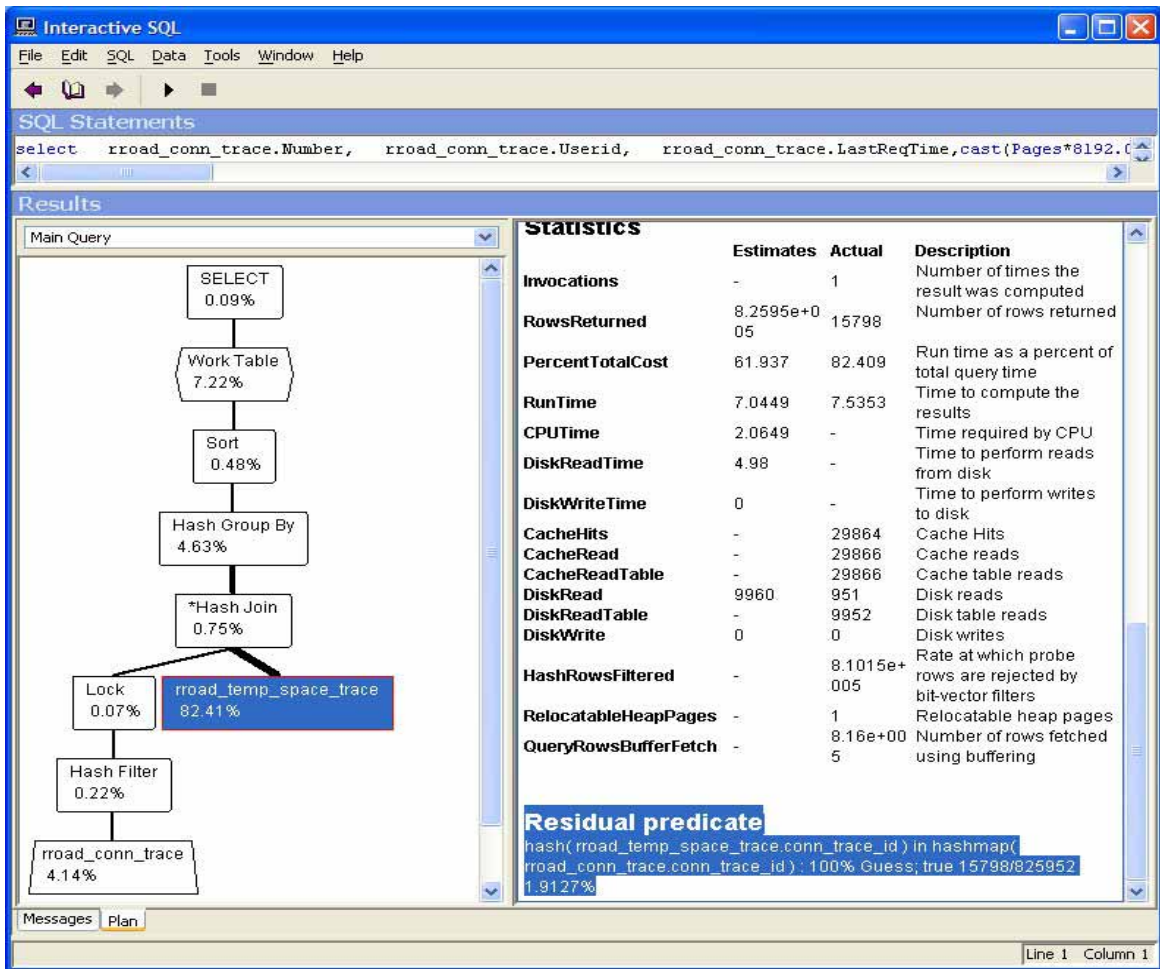 Interactive SQL
File Edit SQL Data Tools Window Help
SQL Statements
select rroad_conn_trace.Number, rroad_conn_trace.Userid, rroad_conn_trace.LastReqTime,cast(Pages*8192.0
Results
Main Query
SELECT
0.09%
Work Table
7.22%
Sort
0.48%
Hash Group By
4.63%
*Hash Join
0.75%
Lock
0.07%
rroad_temp_space_trace
82.41%
Hash Filter
0.22%
rroad_conn_trace
4.14%
Statistics
Estimates Actual Description
Invocations - 1 Number of times the
result was computed
RowsReturned 8.2595e+0
05 15798 Number of rows returned
PercentTotalCost 61.937 82.409 Run time as a percent of
total query time
RunTime 7.0449 7.5353 Time to compute the
results
CPUTime 2.0649 - Time required by CPU
DiskReadTime 4.98 - Time to perform reads
from disk
DiskWriteTime 0 - Time to perform writes
to disk
CacheHits - 29864 Cache Hits
CacheRead - 29866 Cache reads
CacheReadTable - 29866 Cache table reads
DiskRead 9960 951 Disk reads
DiskReadTable - 9952 Disk table reads
DiskWrite 0 0 Disk writes
HashRowsFiltered - 8.1015e+
005 Rate at which probe
rows are rejected by
bit-vector filters
RelocatableHeapPages - 1 Relocatable heap pages
QueryRowsBufferFetch - 8.16e+00
5 Number of rows fetched
using buffering
Residual predicate
hash( rroad_temp_space_trace.conn_trace_id ) in hashmap(
rroad_conn_trace.conn_trace_id ) : 100% Guess; true 15798/825952
1.9127%
Messages Plan
Line 1 Column 1